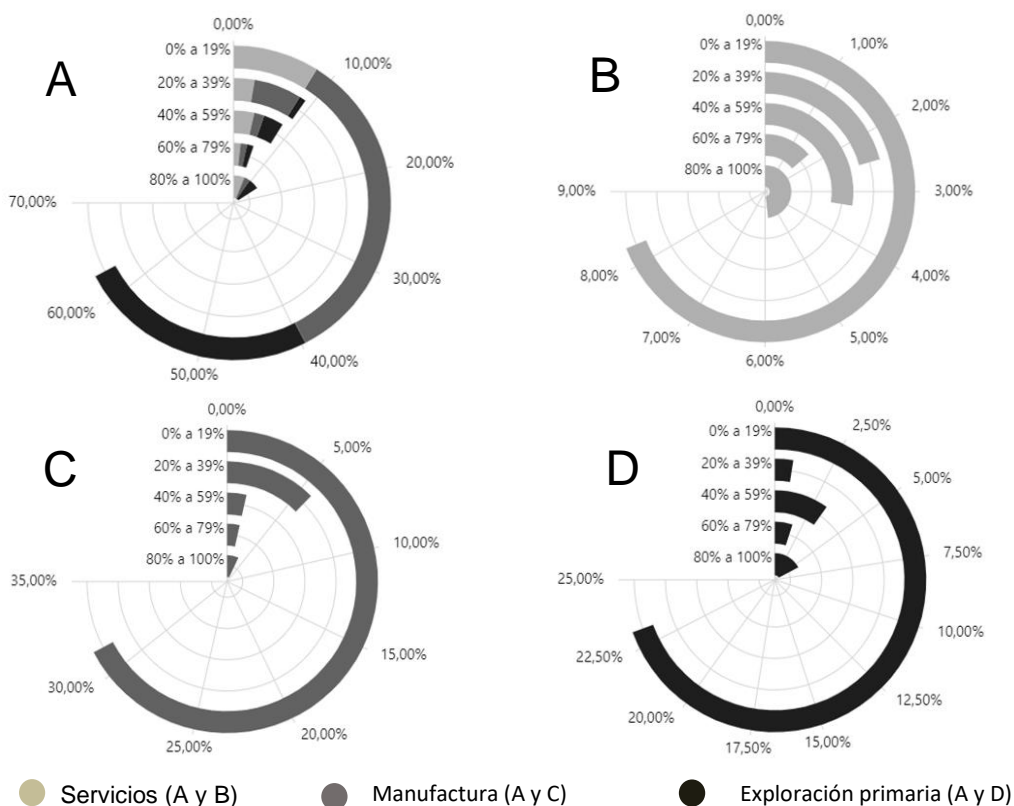 A
0,00%
0% a 19%
20% a 39%
40% a 59%
60% a 79%
80% a 100%
10,00%
20,00%
30,00%
40,00%
50,00%
60,00%
70,00%
B
0,00%
0% a 19%
20% a 39%
40% a 59%
60% a 79%
80% a 100%
1,00%
2,00%
3,00%
4,00%
5,00%
6,00%
7,00%
8,00%
9,00%
C
0,00%
0% a 19%
20% a 39%
40% a 59%
60% a 79%
80% a 100%
5,00%
10,00%
15,00%
20,00%
25,00%
30,00%
35,00%
D
0,00%
0% a 19%
20% a 39%
40% a 59%
60% a 79%
80% a 100%
2,50%
5,00%
7,50%
10,00%
12,50%
15,00%
17,50%
20,00%
22,50%
25,00%
Servicios (A y B)
Manufactura (A y C)
Exploración primaria (A y D)